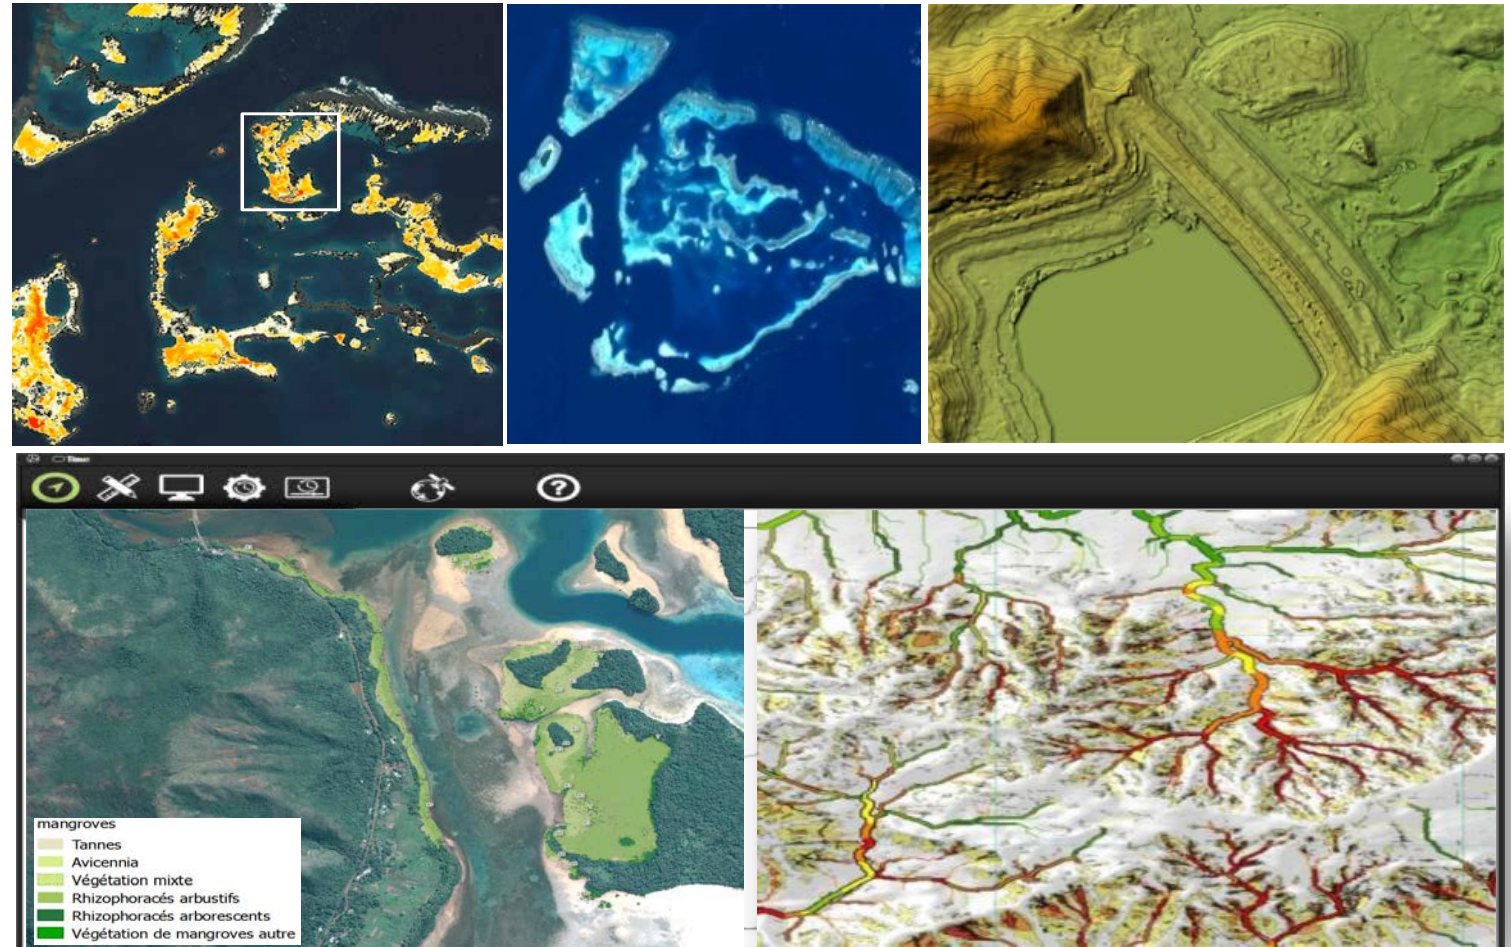 mangroves
Tannes
Avicennia
Végétation mixte
Rhizophoracés arbustifs
Rhizophoracés arborescents
Végétation de mangroves autre